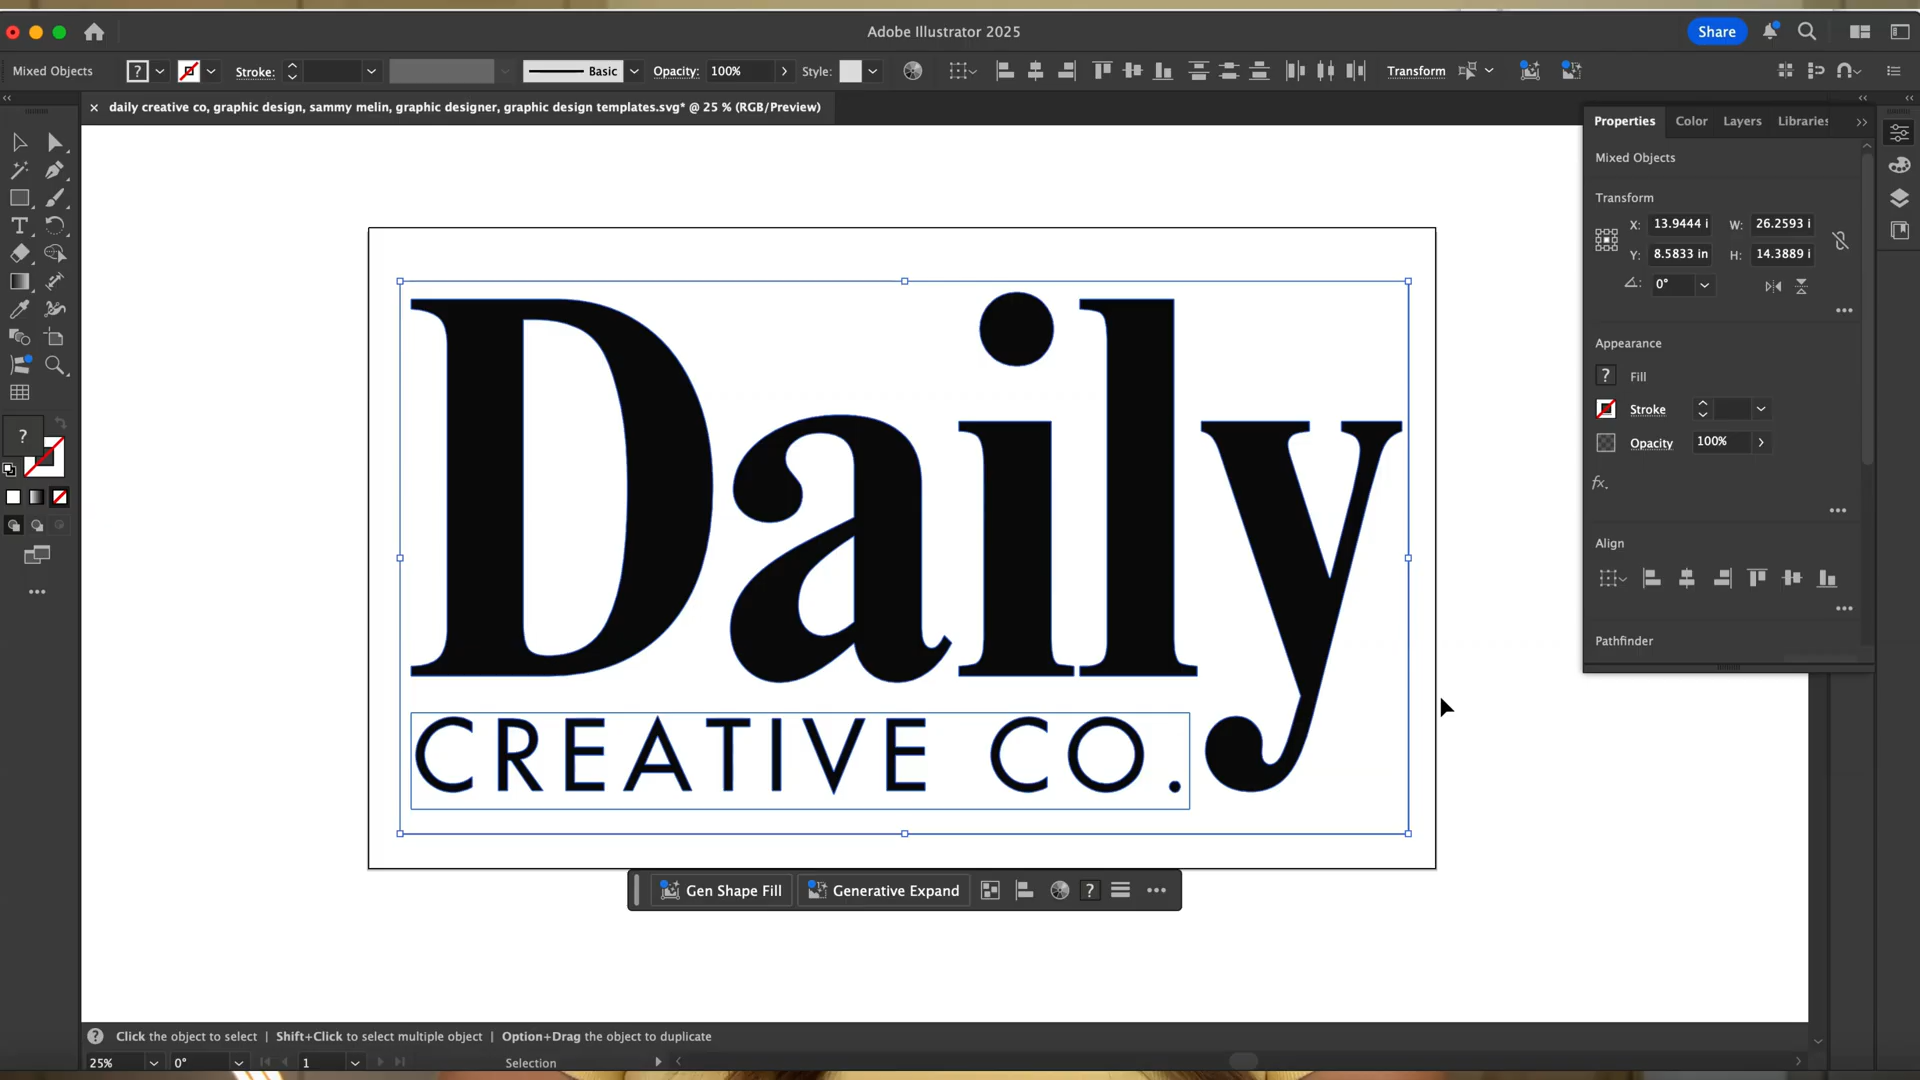 Adobe Illustrator 2025
Share
Mixed Objects
?
Stroke:
Basic
Opacity: 100%
Style:
Transform
× daily creative co, graphic design, sammy melin, graphic designer, graphic design templates.svg* @ 25 % (RGB/Preview)
Properties Color Layers Libraries
Mixed Objects
Transform
X: 13.9444 i W: 26.2593 i
Y: 8.5833 in H: 14.3889 i
0°
Appearance
? Fill
Stroke
Opacity 100%
fx.
Align
Pathfinder
?
Daily
CREATIVE CO.
Gen Shape Fill Generative Expand ?
? Click the object to select | Shift+Click to select multiple object | Option+Drag the object to duplicate
25% 0° 1 Selection